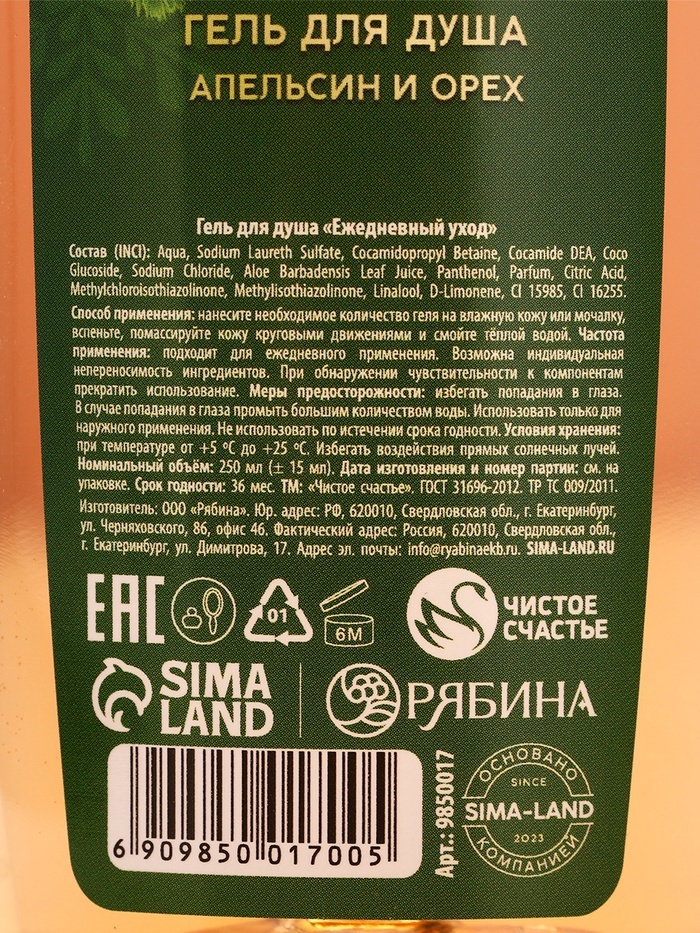 ГЕЛЬ ДЛЯ ДУША
АПЕЛЬСИН И ОРЕХ
Гель для душа «Ежедневный уход»
Состав (INCI): Aqua, Sodium Laureth Sulfate, Cocamidopropyl Betaine, Cocamide DEA, Coco
Glucoside, Sodium Chloride, Aloe Barbadensis Leaf Juice, Panthenol, Parfum, Citric Acid,
Methylchloroisothiazolinone, Methylisothiazolinone, Linalool, D-Limonene, CI 15985, CI 16255.
Способ применения: нанесите необходимое количество геля на влажную кожу или мочалку,
вспеньте, помассируйте кожу круговыми движениями и смойте тёплой водой. Частота
применения: подходит для ежедневного применения. Возможна индивидуальная
непереносимость ингредиентов. При обнаружении чувствительности к компонентам
прекратить использование. Меры предосторожности: избегать попадания в глаза.
В случае попадания в глаза промыть большим количеством воды. Использовать только для
наружного применения. Не использовать по истечении срока годности. Условия хранения:
при температуре от +5 °С до +25 °С. Избегать воздействия прямых солнечных лучей.
Номинальный объём: 250 мл (± 15 мл). Дата изготовления и номер партии: см. на
упаковке. Срок годности: 36 мес. ТМ: «Чистое счастье». ГОСТ 31696-2012. ТР ТС 009/2011.
Изготовитель: ООО «Рябина». Юр. адрес: РФ, 620010, Свердловская обл., г. Екатеринбург,
ул. Черняховского, 86, офис 46. Фактический адрес: Россия, 620010, Свердловская обл.,
г. Екатеринбург, ул. Димитрова, 17. Адрес эл. почты: info@ryabinaekb.ru. SIMA-LAND.RU
EAC
01
6M
ЧИСТОЕ
СЧАСТЬЕ
SIMA
LAND
РЯБИНА
6 909850 017005
Арт.: 9850017
ОСНОВАНО
SINCE
SIMA-LAND
2023
КОМПАНИЕЙ